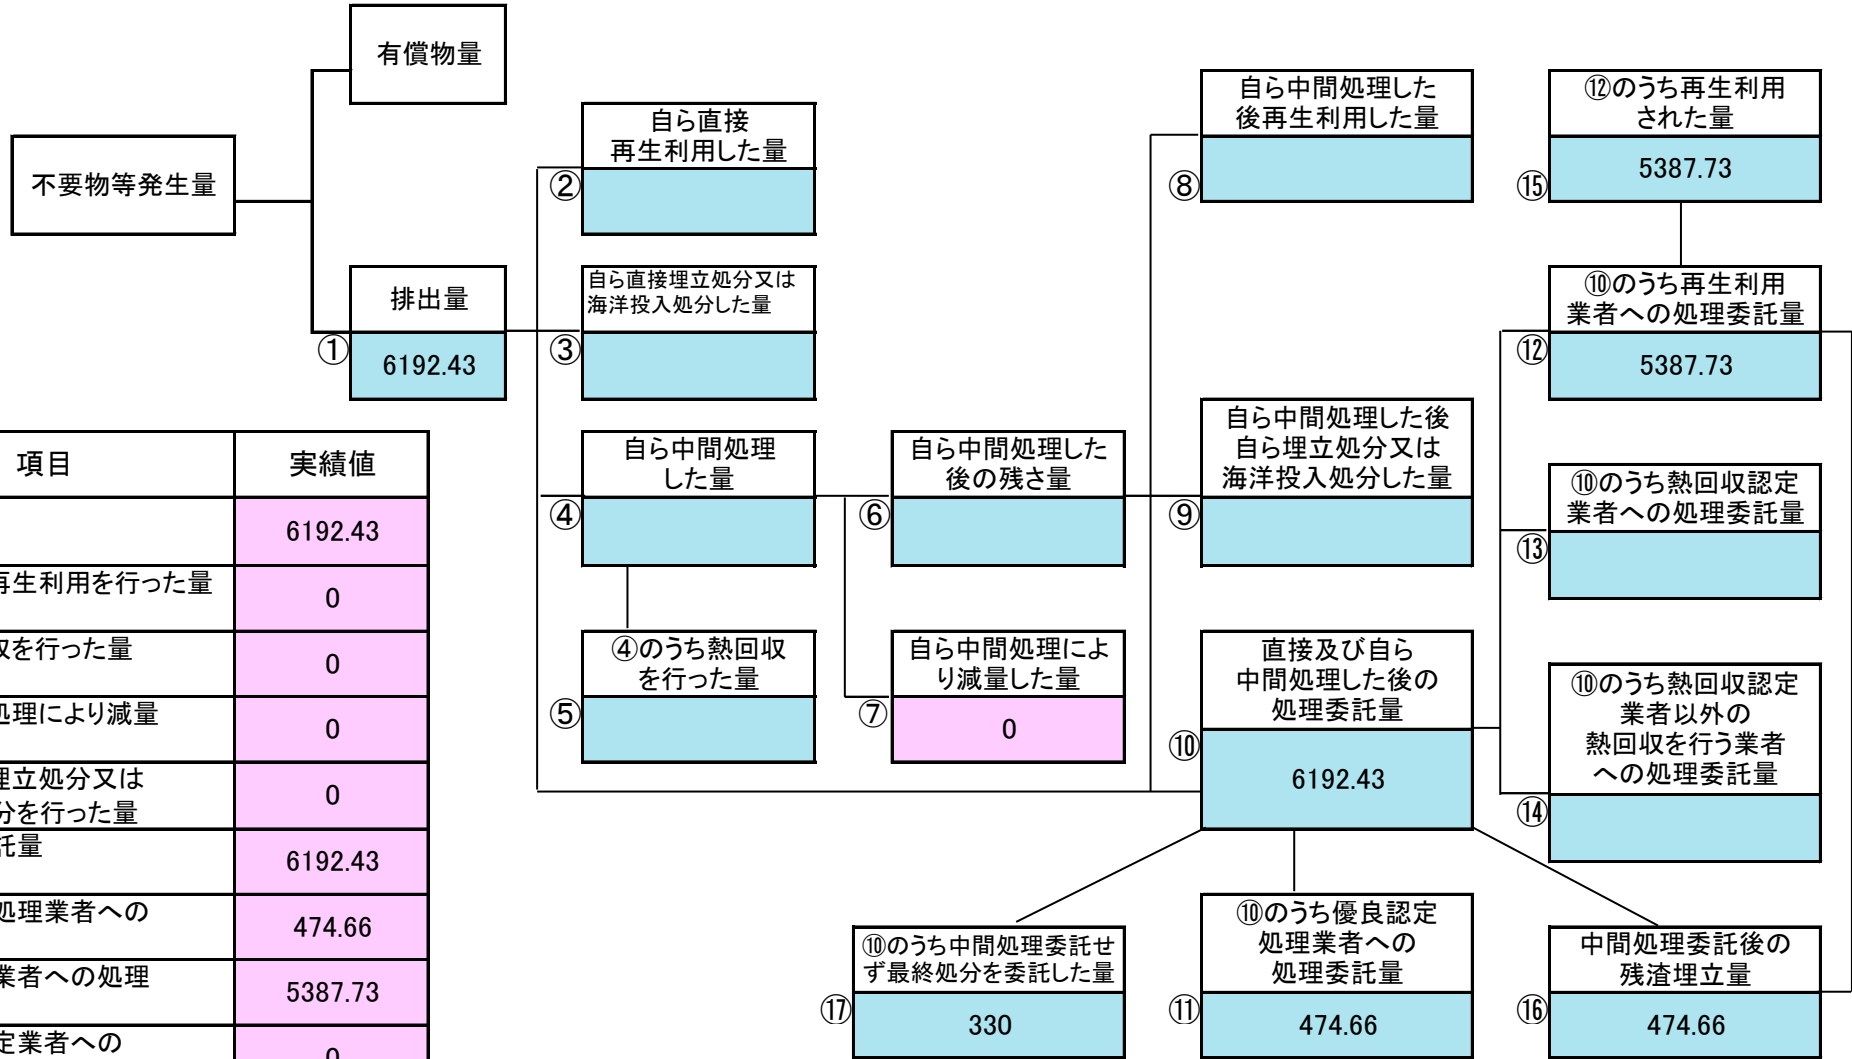 有償物量
不要物等発生量
排出量
①
6192.43
自ら直接
再生利用した量
②
自ら直接埋立処分又は
海洋投入処分した量
③
自ら中間処理
した量
④
④のうち熱回収
を行った量
⑤
自ら中間処理した
後の残さ量
⑥
自ら中間処理によ
り減量した量
⑦
0
自ら中間処理した
後再生利用した量
⑧
自ら中間処理した後
自ら埋立処分又は
海洋投入処分した量
⑨
直接及び自ら
中間処理した後の
処理委託量
⑩
6192.43
⑫のうち再生利用
された量
⑮
5387.73
⑩のうち再生利用
業者への処理委託量
⑫
5387.73
⑩のうち熱回収認定
業者への処理委託量
⑬
⑩のうち熱回収認定
業者以外の
熱回収を行う業者
への処理委託量
⑭
⑩のうち中間処理委託せ
ず最終処分を委託した量
⑰
330
⑩のうち優良認定
処理業者への
処理委託量
⑪
474.66
中間処理委託後の
残渣埋立量
⑯
474.66
項目 実績値
6192.43
再生利用を行った量 0
収を行った量 0
処理により減量 0
埋立処分又は
分を行った量 0
託量 6192.43
処理業者への 474.66
業者への処理 5387.73
定業者への 0